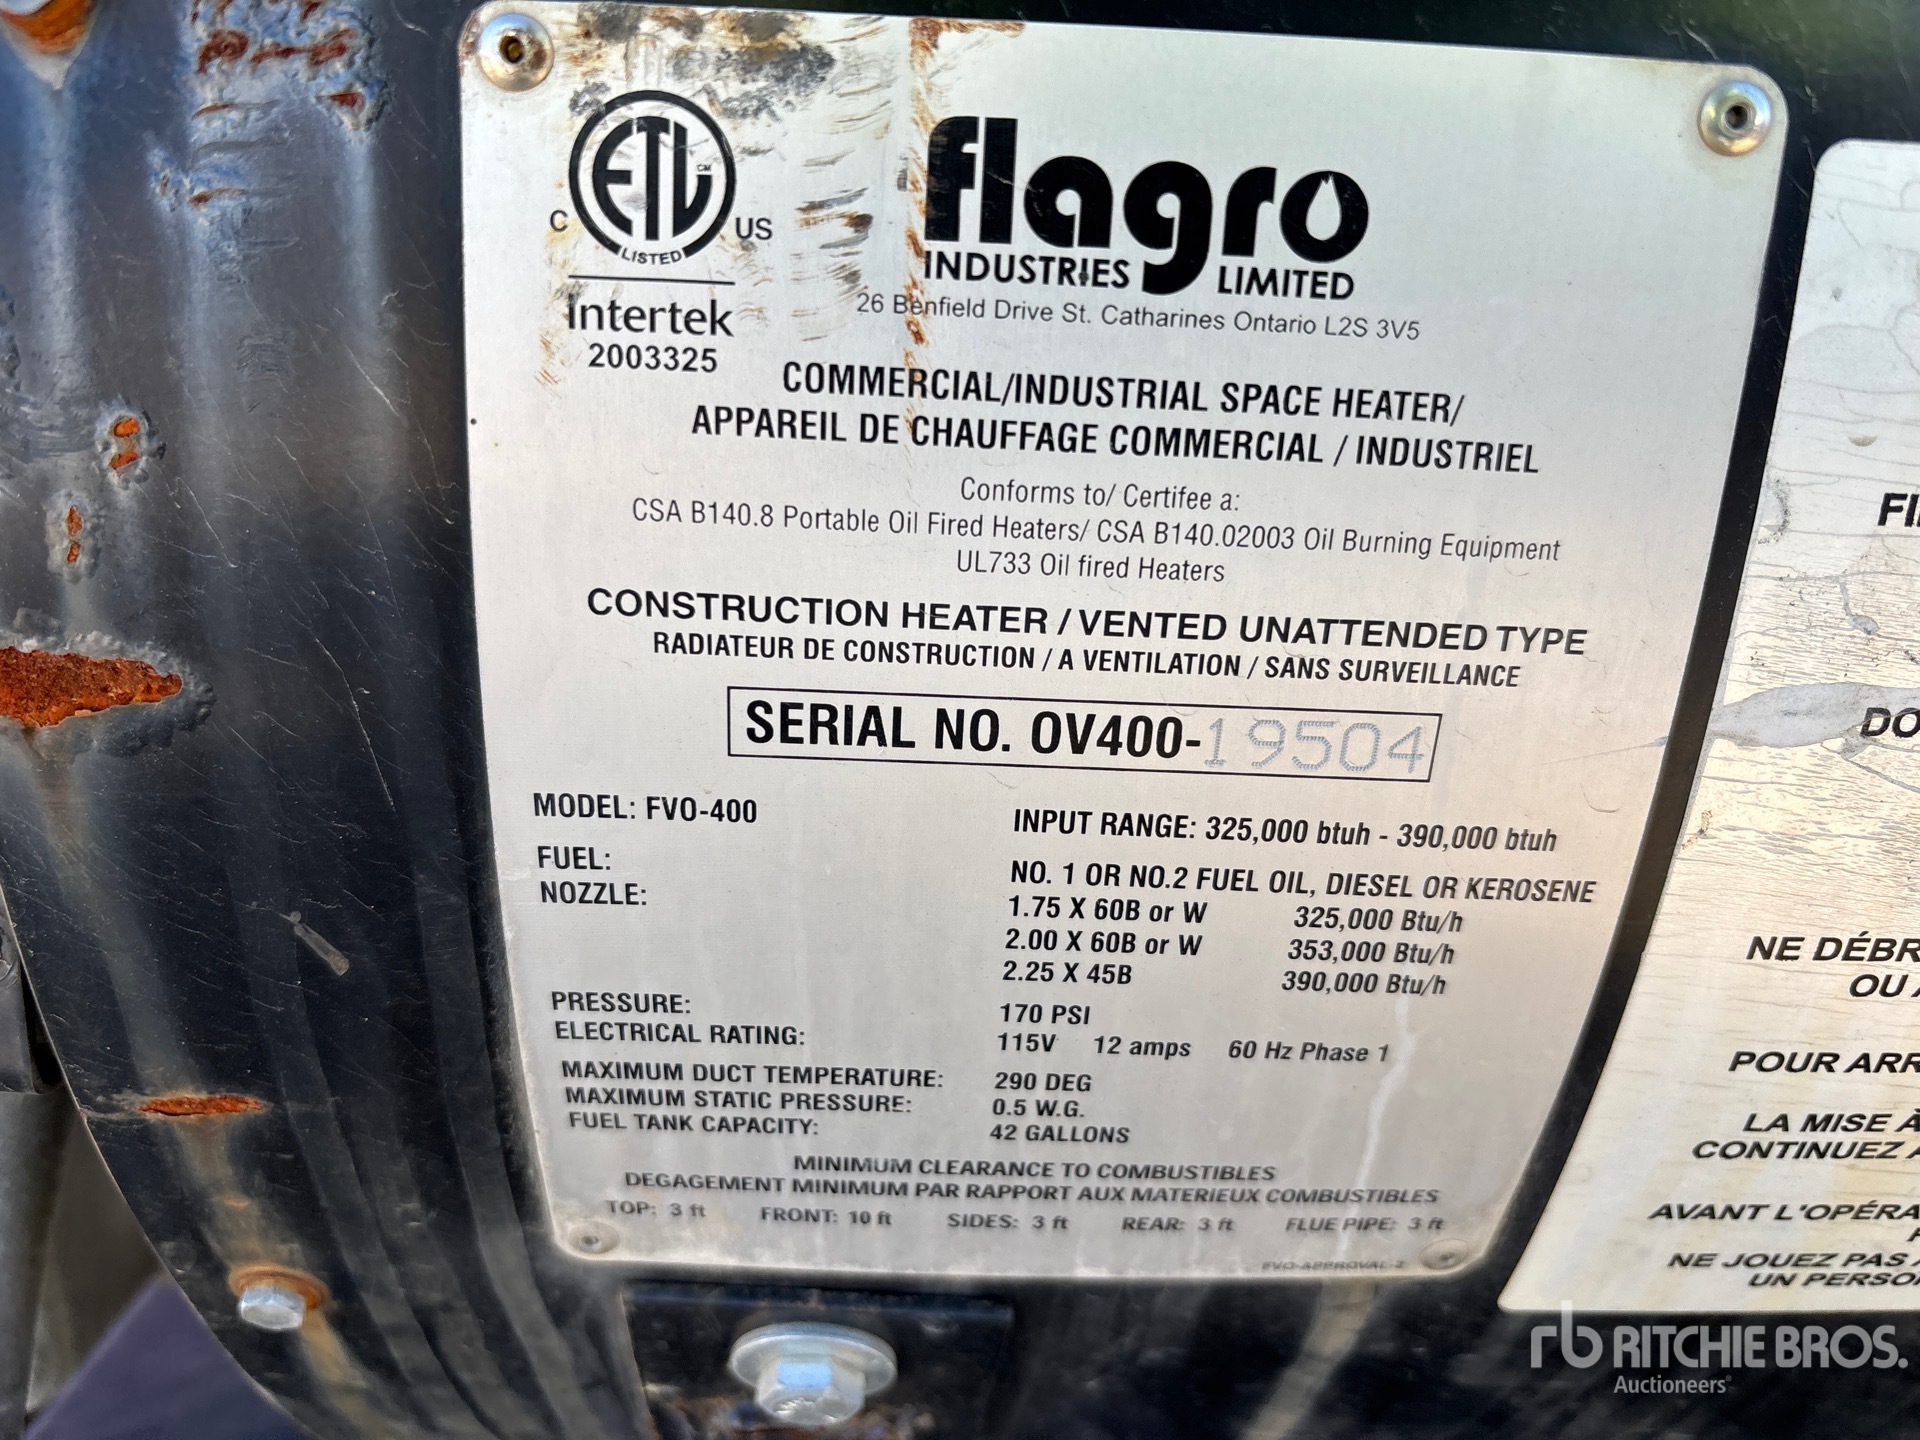 C ETL CM US
LISTED
Intertek
2003325
flagro
INDUSTRIES LIMITED
26 Benfield Drive St. Catharines Ontario L2S 3V5
COMMERCIAL/INDUSTRIAL SPACE HEATER/
APPAREIL DE CHAUFFAGE COMMERCIAL / INDUSTRIEL
Conforms to/ Certifee a:
CSA B140.8 Portable Oil Fired Heaters/ CSA B140.02003 Oil Burning Equipment
UL733 Oil fired Heaters
CONSTRUCTION HEATER / VENTED UNATTENDED TYPE
RADIATEUR DE CONSTRUCTION / A VENTILATION / SANS SURVEILLANCE
SERIAL NO. OV400-19504
MODEL: FVO-400 INPUT RANGE: 325,000 btuh - 390,000 btuh
FUEL: NO. 1 OR NO.2 FUEL OIL, DIESEL OR KEROSENE
NOZZLE: 1.75 X 60B or W 325,000 Btu/h
2.00 X 60B or W 353,000 Btu/h
2.25 X 45B 390,000 Btu/h
PRESSURE: 170 PSI
ELECTRICAL RATING: 115V 12 amps 60 Hz Phase 1
MAXIMUM DUCT TEMPERATURE: 290 DEG
MAXIMUM STATIC PRESSURE: 0.5 W.G.
FUEL TANK CAPACITY: 42 GALLONS
MINIMUM CLEARANCE TO COMBUSTIBLES
DEGAGEMENT MINIMUM PAR RAPPORT AUX MATERIEUX COMBUSTIBLES
TOP: 3 ft FRONT: 10 ft SIDES: 3 ft REAR: 3 ft FLUE PIPE: 3 ft
FVO-APPROVAL-2
FI
DO
NE DÉBR
OU A
POUR ARR
LA MISE À
CONTINUEZ A
AVANT L'OPÉRA
NE JOUEZ PAS A
UN PERSO
rb RITCHIE BROS.
Auctioneers